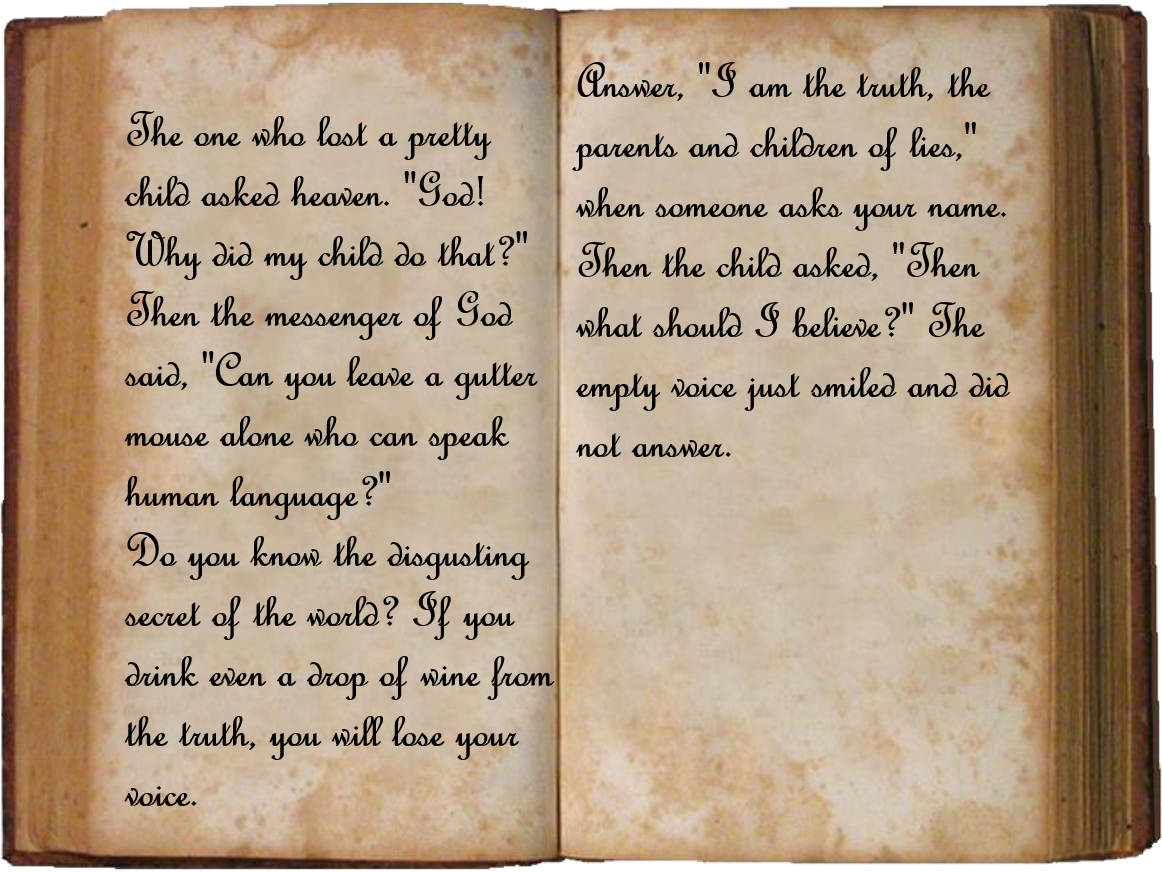 The one who lost a pretty
child asked heaven. "God!
Why did my child do that?"
Then the messenger of God
said, "Can you leave a gutter
mouse alone who can speak
human language?"
Do you know the disgusting
secret of the world? If you
drink even a drop of wine from
the truth, you will lose your
voice.
Answer, "I am the truth, the
parents and children of lies,"
when someone asks your name.
Then the child asked, "Then
what should I believe?" The
empty voice just smiled and did
not answer.